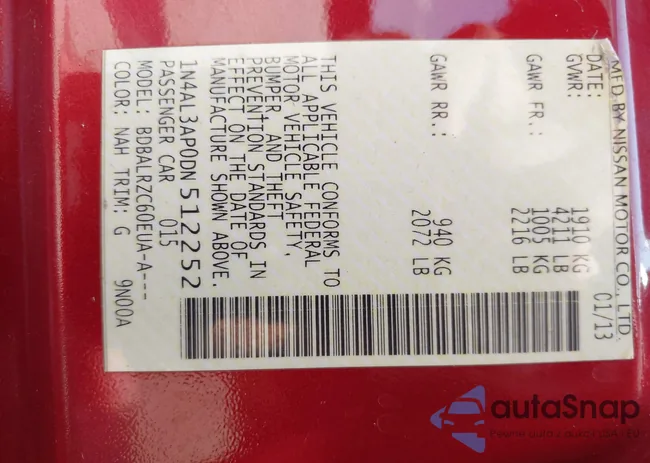 MFD BY NISSAN MOTOR CO., LTD.
DATE: 01/13
GVWR: 1910 KG
4211 LB
GAWR FR.: 1005 KG
2216 LB
GAWR RR.: 940 KG
2072 LB
THIS VEHICLE CONFORMS TO
ALL APPLICABLE FEDERAL
MOTOR VEHICLE SAFETY,
BUMPER, AND THEFT
PREVENTION STANDARDS IN
EFFECT ON THE DATE OF
MANUFACTURE SHOWN ABOVE.
1N4AL3AP0DN512252
PASSENGER CAR 015
MODEL: BDBALRZC60EUA-A---
COLOR: NAH TRIM: G 9N00A
autoSnap